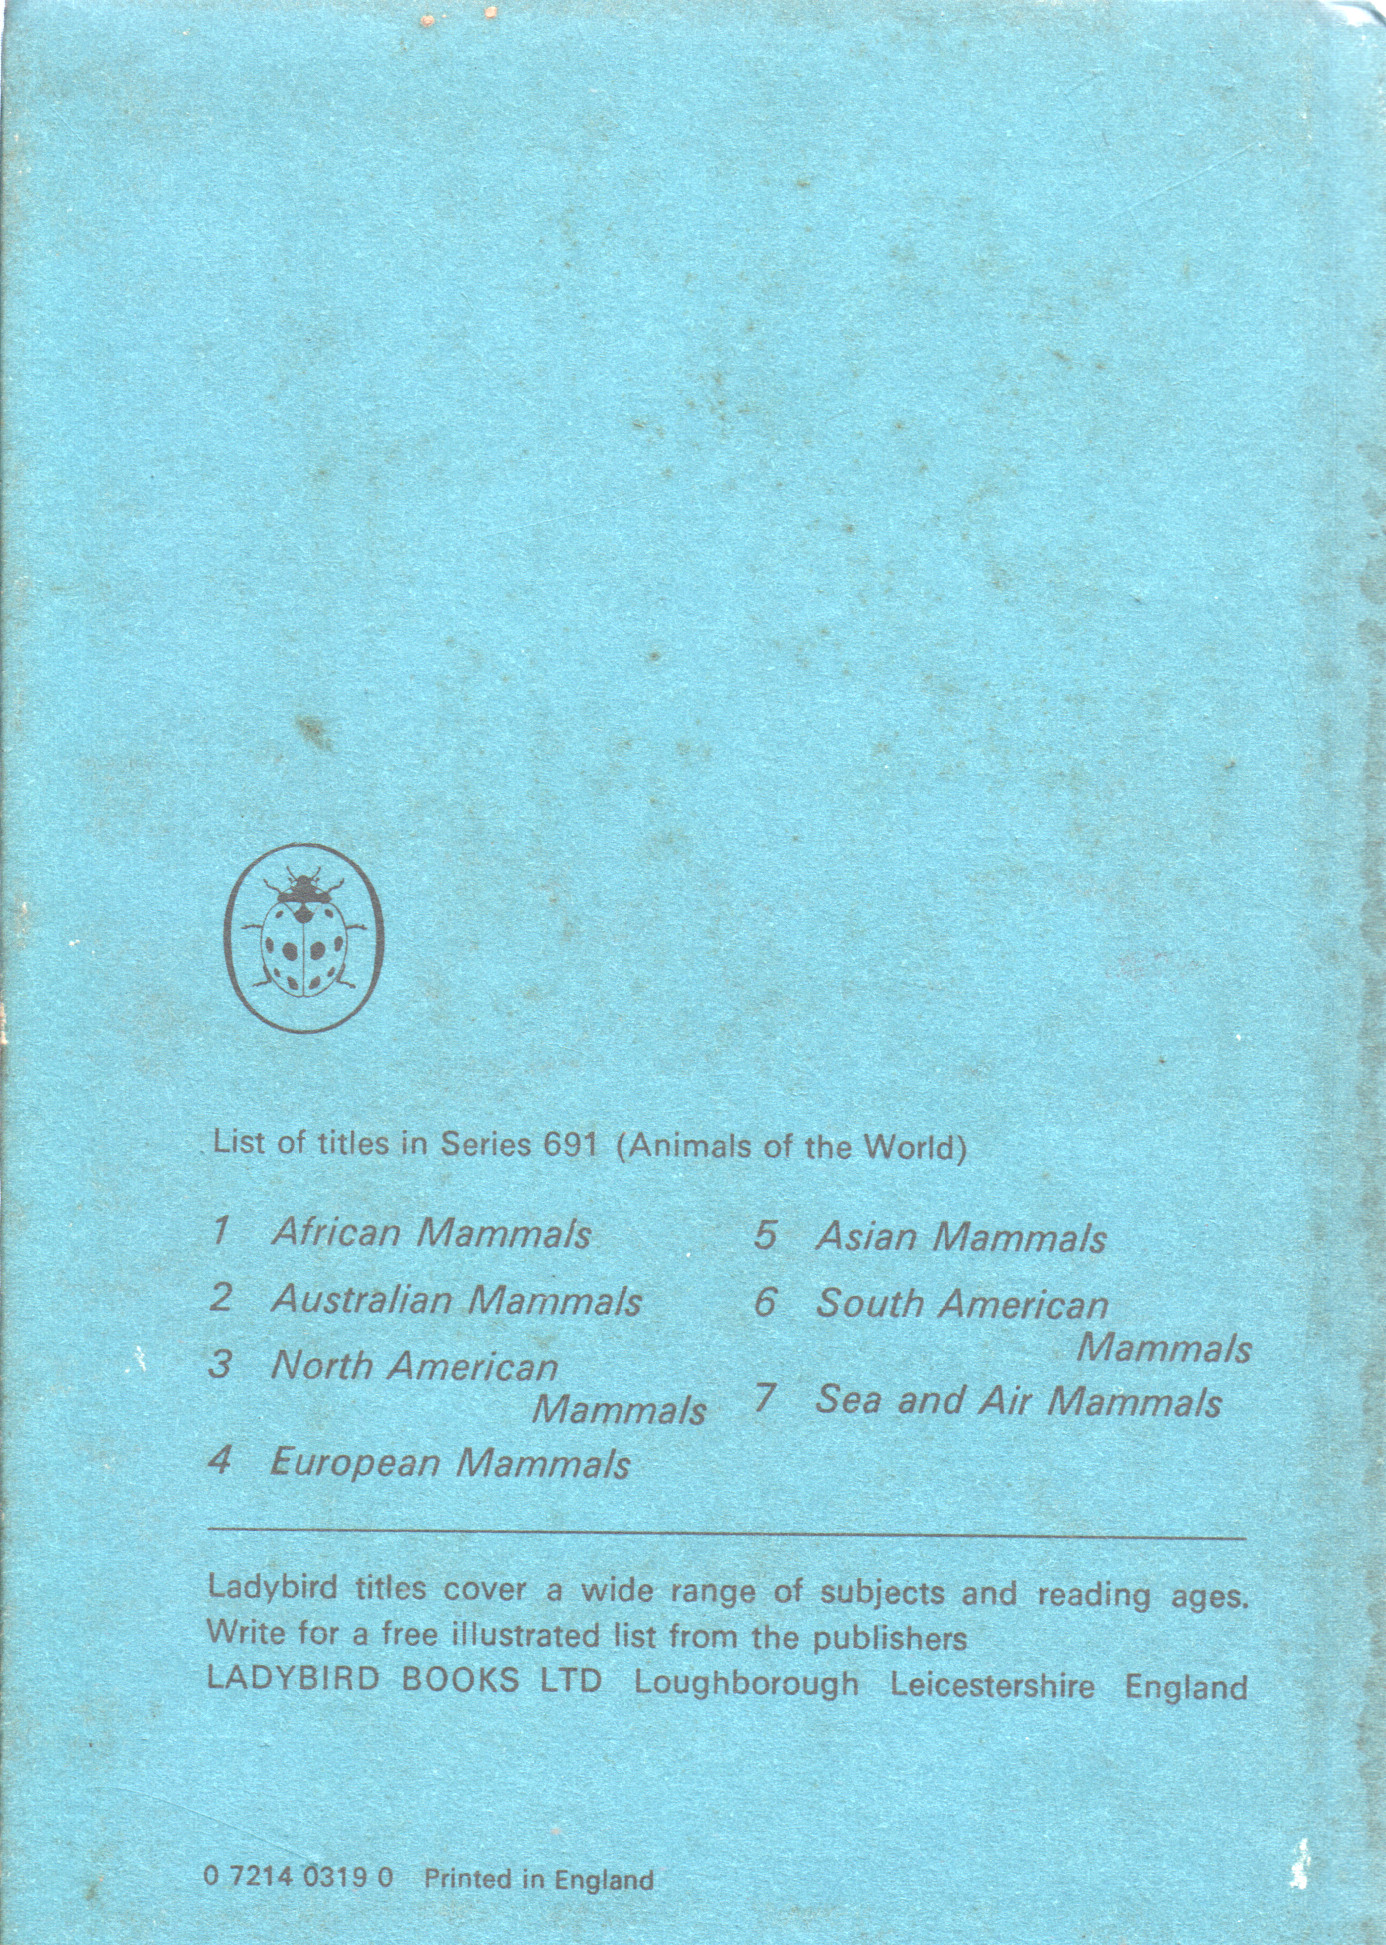 List of titles in Series 691 (Animals of the World)
1 African Mammals
2 Australian Mammals
3 North American
Mammals
4 European Mammals
5 Asian Mammals
6 South American
Mammals
7 Sea and Air Mammals
Ladybird titles cover a wide range of subjects and reading ages.
Write for a free illustrated list from the publishers
LADYBIRD BOOKS LTD Loughborough Leicestershire England
0 7214 0319 0 Printed in England